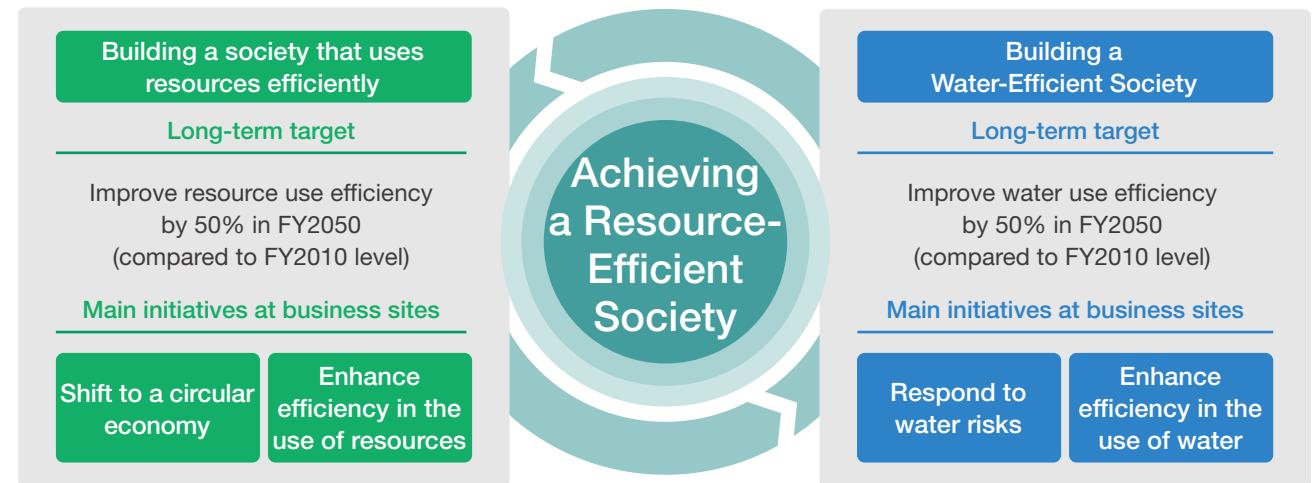 Building a society that uses
resources efficiently
Long-term target
Improve resource use efficiency
by 50% in FY2050
(compared to FY2010 level)
Main initiatives at business sites
Shift to a circular
economy
Enhance
efficiency in the
use of resources
Achieving
a Resource-
Efficient
Society
Building a
Water-Efficient Society
Long-term target
Improve water use efficiency
by 50% in FY2050
(compared to FY2010 level)
Main initiatives at business sites
Respond to
water risks
Enhance
efficiency in the
use of water